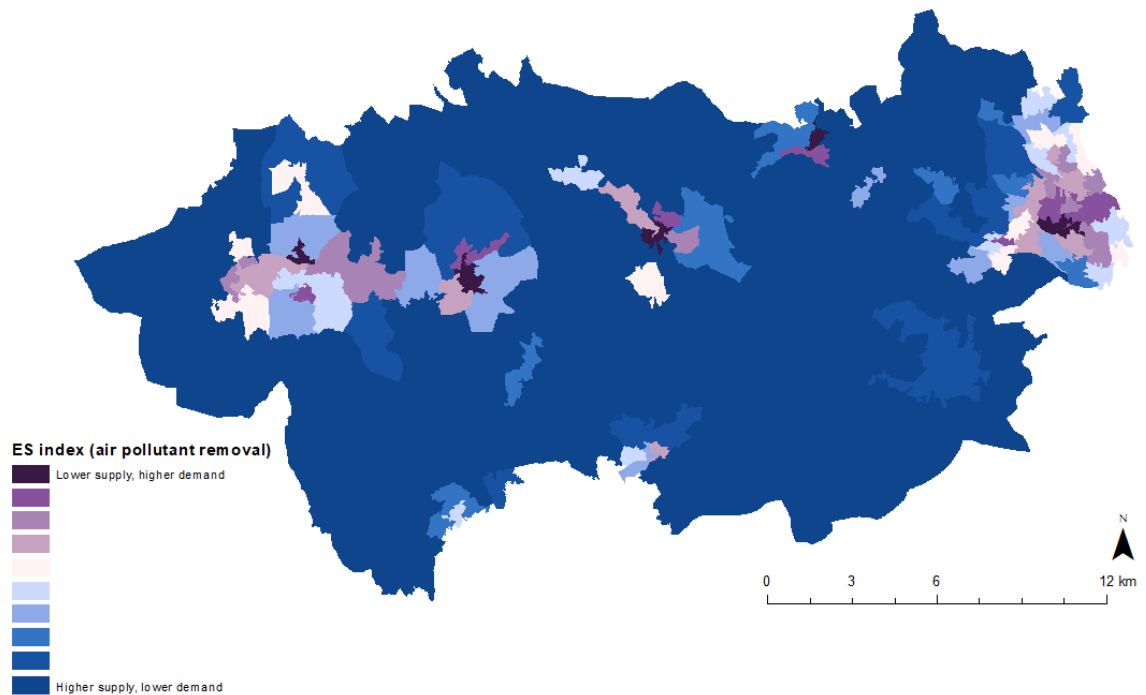 ES index (air pollutant removal)
Lower supply, higher demand
Higher supply, lower demand
N
0 3 6 12 km